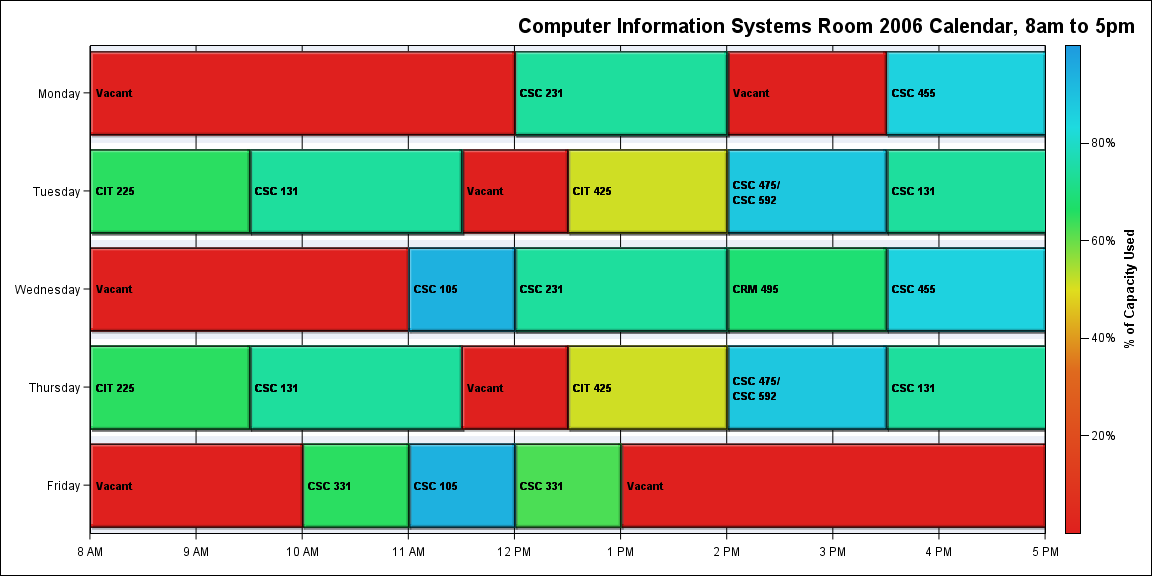 Computer Information Systems Room 2006 Calendar, 8am to 5pm
Monday
Vacant
CSC 231
Vacant
CSC 455
Tuesday
CIT 225
CSC 131
Vacant
CIT 425
CSC 475/
CSC 592
CSC 131
Wednesday
Vacant
CSC 105
CSC 231
CRM 495
CSC 455
Thursday
CIT 225
CSC 131
Vacant
CIT 425
CSC 475/
CSC 592
CSC 131
Friday
Vacant
CSC 331
CSC 105
CSC 331
Vacant
8 AM
9 AM
10 AM
11 AM
12 PM
1 PM
2 PM
3 PM
4 PM
5 PM
80%
60%
40%
20%
% of Capacity Used